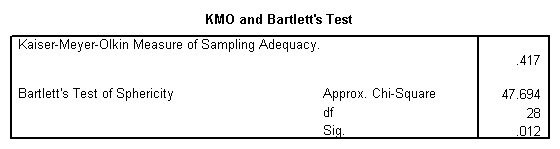 KMO and Bartlett's Test
Kaiser-Meyer-Olkin Measure of Sampling Adequacy.
.417
Bartlett's Test of Sphericity Approx. Chi-Square 47.694
df 28
Sig. .012